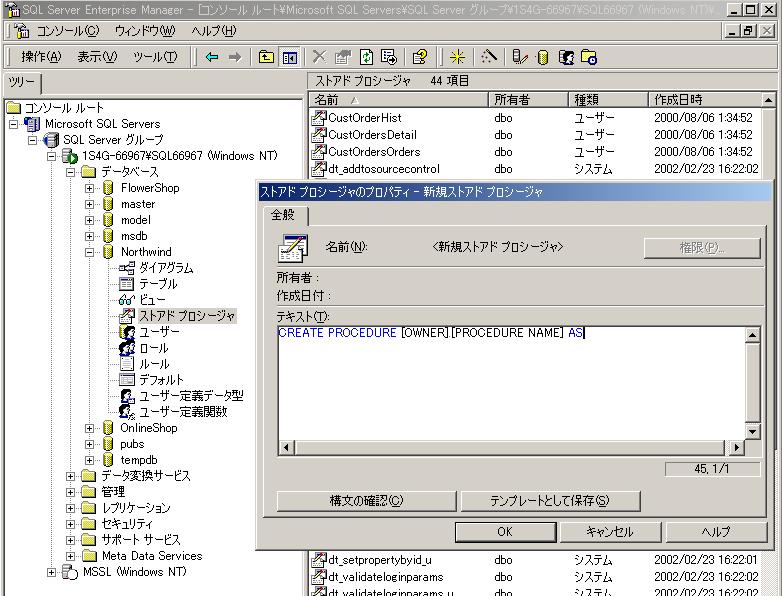 SQL Server Enterprise Manager - [コンソール ルート¥Microsoft SQL Servers¥SQL Server グループ¥1S4G-66967¥SQL66967 (Windows NT)¥
コンソール(C) ウィンドウ(W) ヘルプ(H)
操作(A) 表示(V) ツール(T)
ツリー
ストアド プロシージャ 44 項目
名前 所有者 種類 作成日時
コンソール ルート
Microsoft SQL Servers
SQL Server グループ
1S4G-66967¥SQL66967 (Windows NT)
データベース
FlowerShop
master
model
msdb
Northwind
ダイアグラム
テーブル
ビュー
ストアド プロシージャ
ユーザー
ロール
ルール
デフォルト
ユーザー定義データ型
ユーザー定義関数
OnlineShop
pubs
tempdb
データ変換サービス
管理
レプリケーション
セキュリティ
サポート サービス
Meta Data Services
MSSL (Windows NT)
CustOrderHist dbo ユーザー 2000/08/06 1:34:52
CustOrdersDetail dbo ユーザー 2000/08/06 1:34:52
CustOrdersOrders dbo ユーザー 2000/08/06 1:34:52
dt_addtosourcecontrol dbo システム 2002/02/23 16:22:02
ストアド プロシージャのプロパティ - 新規ストアド プロシージャ
全般
名前(N): <新規ストアド プロシージャ> 権限(P)...
所有者 :
作成日付 :
テキスト(T):
CREATE PROCEDURE [OWNER].[PROCEDURE NAME] AS
45, 1/1
構文の確認(C) テンプレートとして保存(S)
OK キャンセル ヘルプ
dt_setpropertybyid_u dbo システム 2002/02/23 16:22:01
dt_validateloginparams dbo システム 2002/02/23 16:22:02
dt_validateloginparams_u dbo システム 2002/02/23 16:22:02